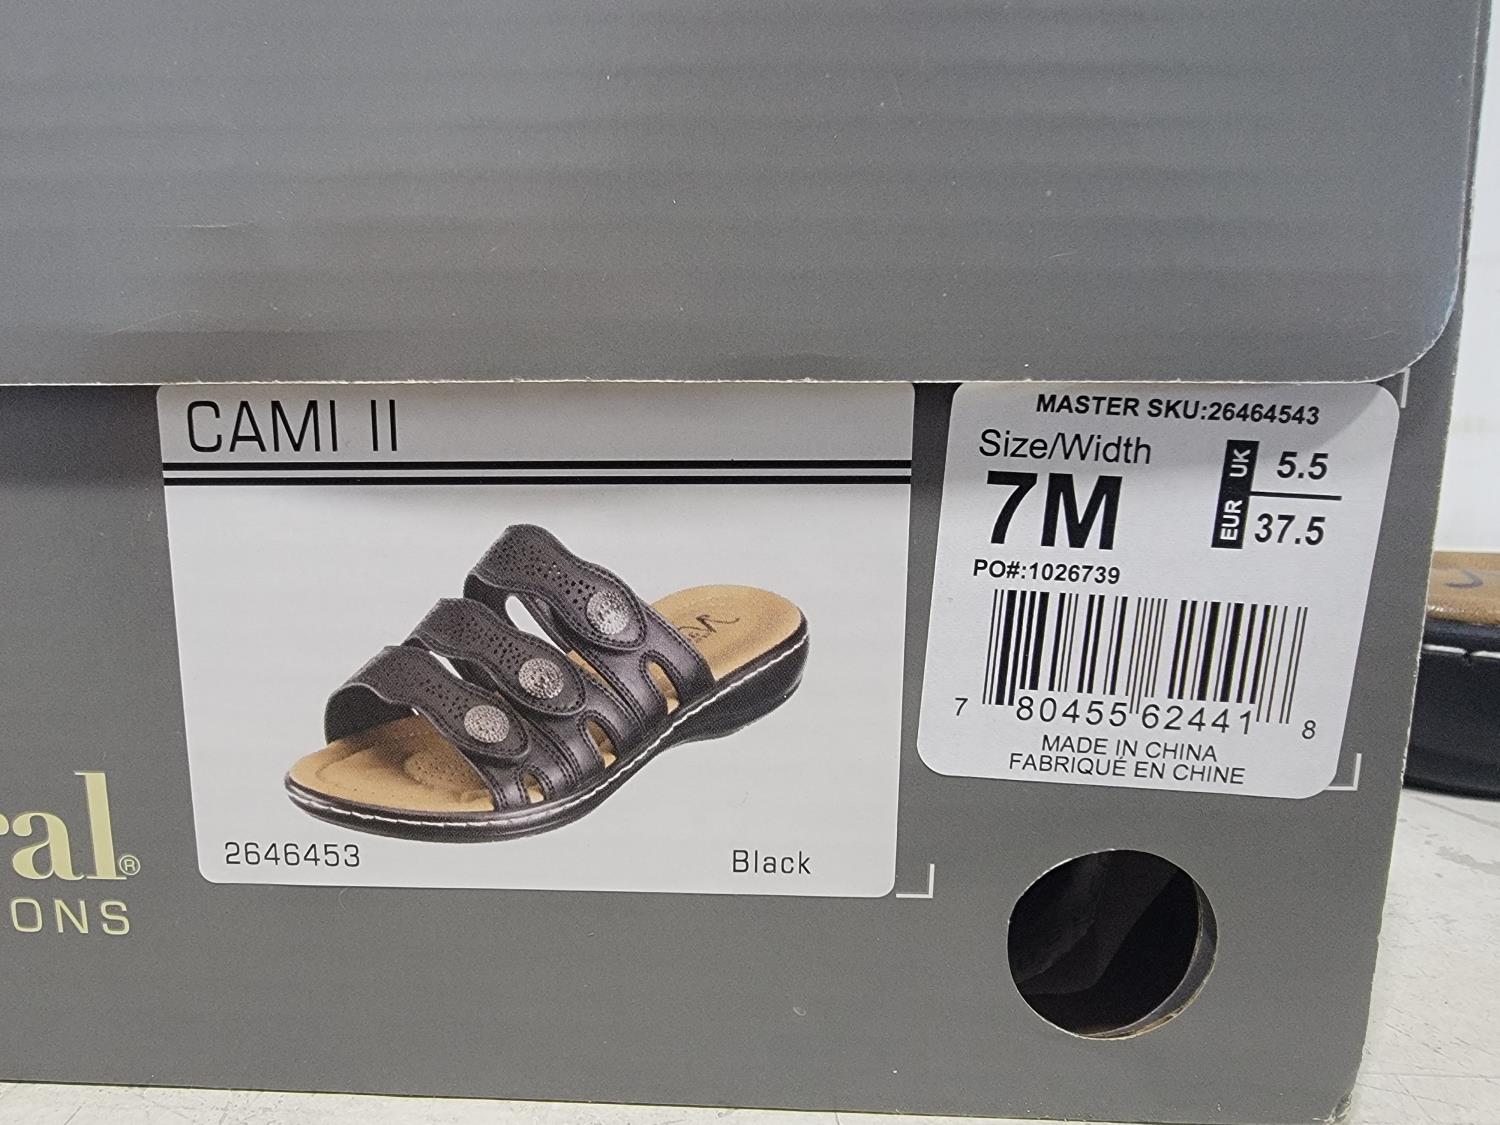 CAMI II
2646453
Black
ral®
ONS
MASTER SKU:26464543
Size/Width
7M
UK 5.5
EUR 37.5
PO#:1026739
7 80455 62441 8
MADE IN CHINA
FABRIQUÉ EN CHINE